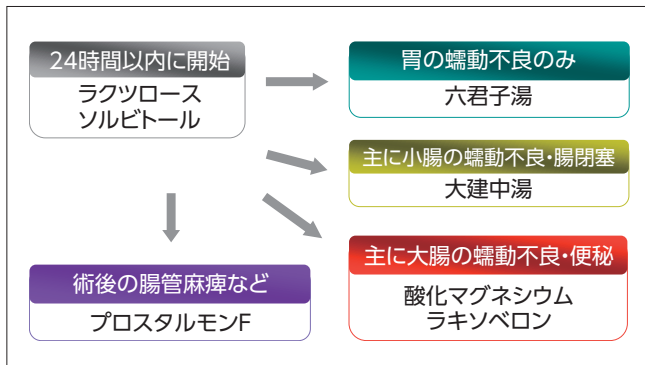 24時間以内に開始
ラクツロース
ソルビトール
胃の蠕動不良のみ
六君子湯
主に小腸の蠕動不良・腸閉塞
大建中湯
主に大腸の蠕動不良・便秘
酸化マグネシウム
ラキソベロン
術後の腸管麻痺など
プロスタルモンF